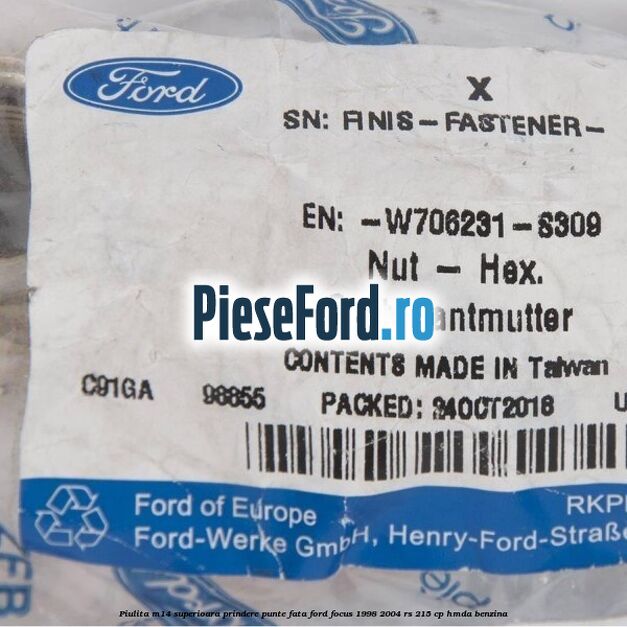 Ford
X
SN: FINIS-FASTENER-
EN: -W706231-S309
Nut - Hex.
antmutter
PieseFord.ro
CONTENTS MADE IN Taiwan
C91GA 98855 PACKED: 24OCT2016 U
Ford of Europe
Ford-Werke GmbH, Henry-Ford-Straße
Piulita m14 superioara prindere punte fata ford focus 1998 2004 rs 215 cp hmda benzina